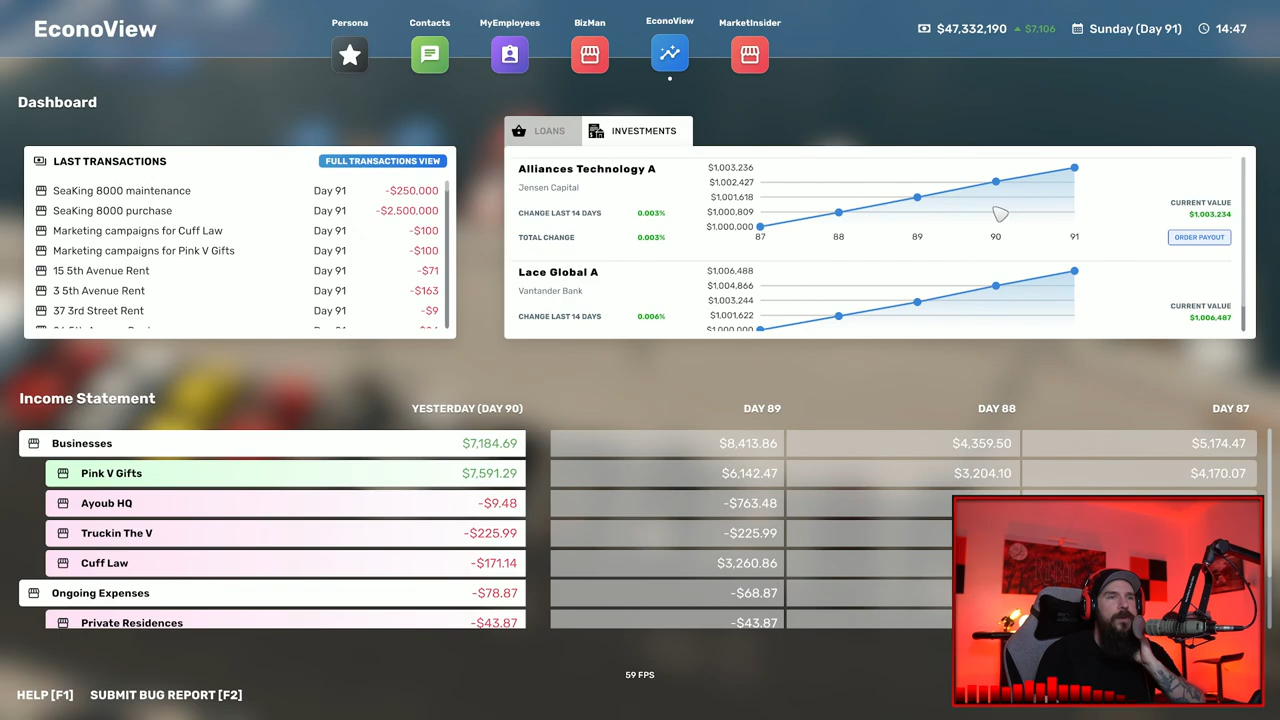 EconoView
Persona
Contacts
MyEmployees
BizMan
EconoView
MarketInsider
$47,332,190 $7,106 Sunday (Day 91) 14:47
Dashboard
LAST TRANSACTIONS FULL TRANSACTIONS VIEW
SeaKing 8000 maintenance Day 91 -$250,000
SeaKing 8000 purchase Day 91 -$2,500,000
Marketing campaigns for Cuff Law Day 91 -$100
Marketing campaigns for Pink V Gifts Day 91 -$100
15 5th Avenue Rent Day 91 -$71
3 5th Avenue Rent Day 91 -$163
37 3rd Street Rent Day 91 -$9
LOANS INVESTMENTS
Alliances Technology A
Jensen Capital
CHANGE LAST 14 DAYS 0.003%
TOTAL CHANGE 0.003%
$1,003,236
$1,002,427
$1,001,618
$1,000,809
$1,000,000
87 88 89 90 91
CURRENT VALUE
$1,003,234
ORDER PAYOUT
Lace Global A
Vantander Bank
CHANGE LAST 14 DAYS 0.006%
$1,006,488
$1,004,866
$1,003,244
$1,001,622
$1,000,000
CURRENT VALUE
$1,006,487
Income Statement
YESTERDAY (DAY 90) DAY 89 DAY 88 DAY 87
Businesses $7,184.69 $8,413.86 $4,359.50 $5,174.47
Pink V Gifts $7,591.29 $6,142.47 $3,204.10 $4,170.07
Ayoub HQ -$9.48 -$763.48
Truckin The V -$225.99 -$225.99
Cuff Law -$171.14 $3,260.86
Ongoing Expenses -$78.87 -$68.87
Private Residences -$43.87 -$43.87
59 FPS
HELP [F1] SUBMIT BUG REPORT [F2]